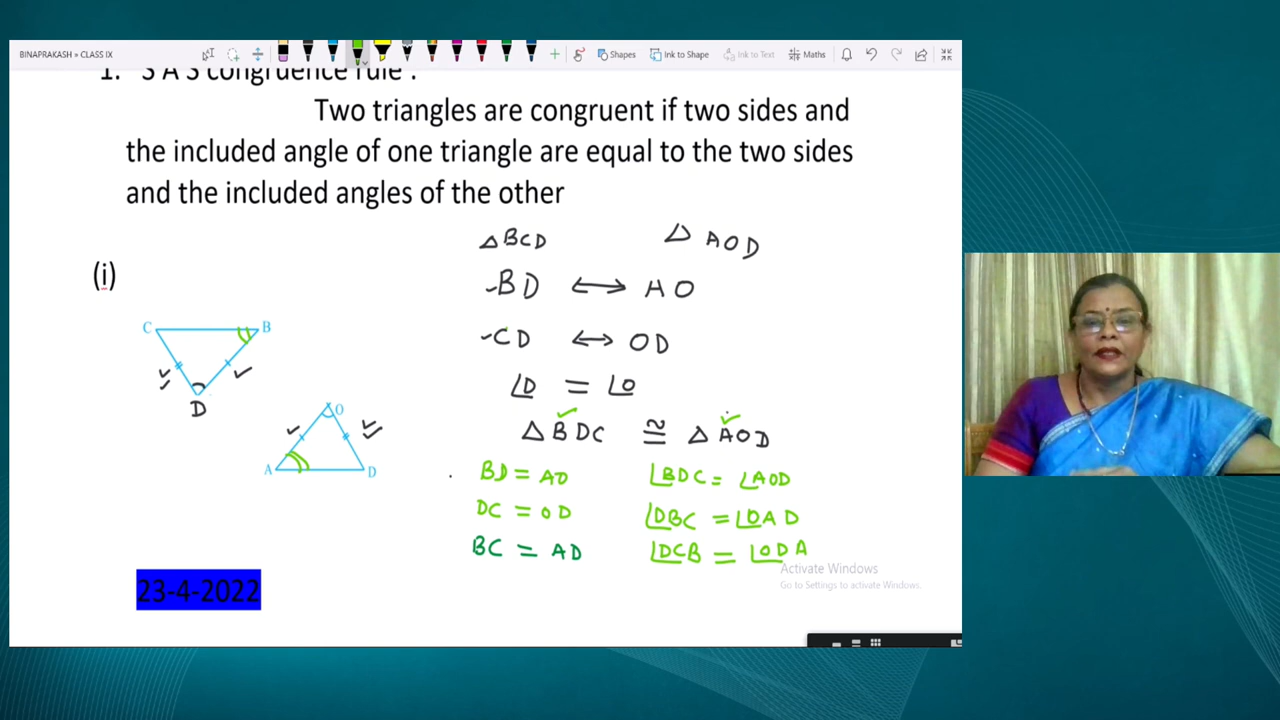 BINAPRAKASH » CLASS IX
Shapes Ink to Shape Ink to Text Maths
1. S A S congruence rule :
Two triangles are congruent if two sides and
the included angle of one triangle are equal to the two sides
and the included angles of the other
△ BCD △ AOD
(i)
BD ↔ AO
CD ↔ OD
∠D = ∠O
△ BDC ≅ △ AOD
C B
D
O
A D
BD = AO ∠BDC = ∠AOD
DC = OD ∠DBC = ∠OAD
BC = AD ∠DCB = ∠ODA
Activate Windows
Go to Settings to activate Windows.
23-4-2022